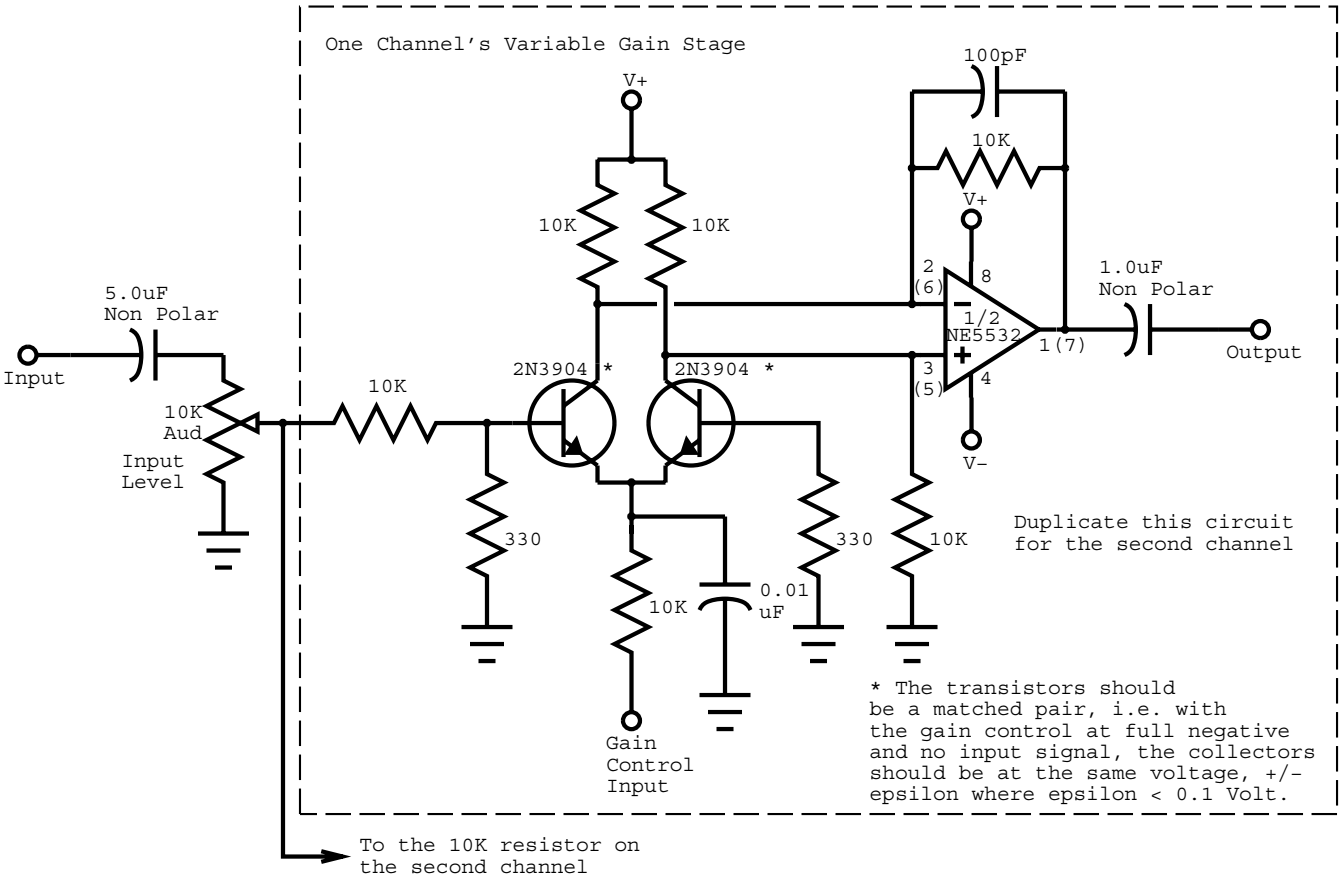 One Channel's Variable Gain Stage
100pF
V+
10K
V+
10K
10K
2
(6)
8
1/2
NE5532
1(7)
3
(5)
4
V-
1.0uF
Non Polar
Output
5.0uF
Non Polar
Input
10K
Aud
Input
Level
10K
2N3904 *
2N3904 *
330
10K
0.01
uF
330
10K
Duplicate this circuit
for the second channel
Gain
Control
Input
* The transistors should
be a matched pair, i.e. with
the gain control at full negative
and no input signal, the collectors
should be at the same voltage, +/-
epsilon where epsilon < 0.1 Volt.
To the 10K resistor on
the second channel